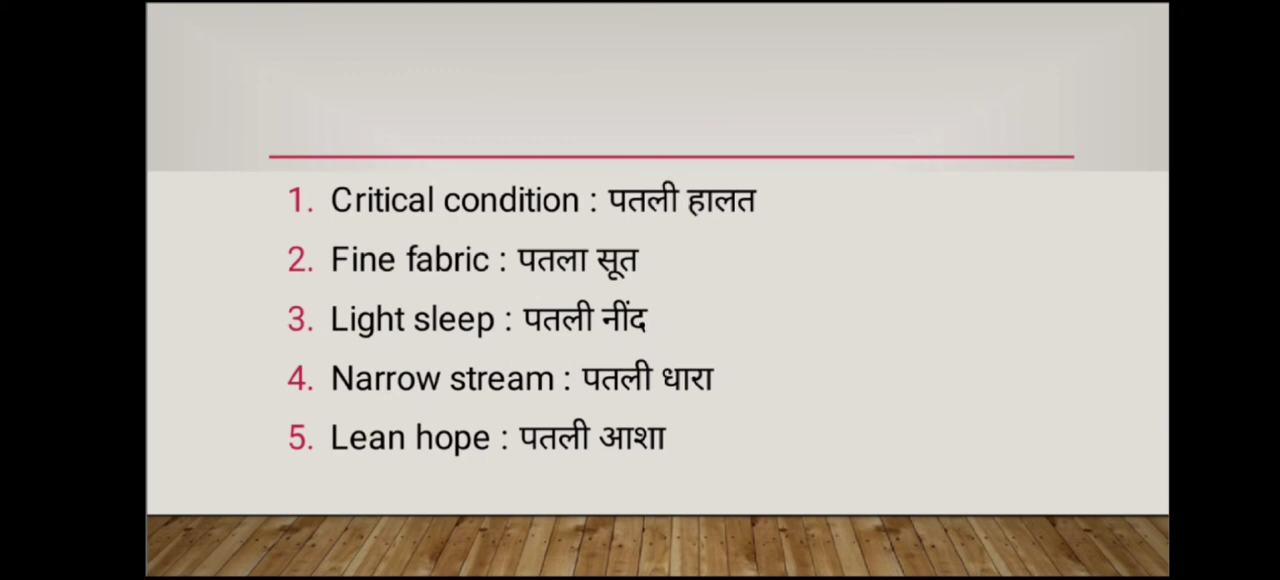 1. Critical condition : पतली हालत
2. Fine fabric : पतला सूत
3. Light sleep : पतली नींद
4. Narrow stream : पतली धारा
5. Lean hope : पतली आशा